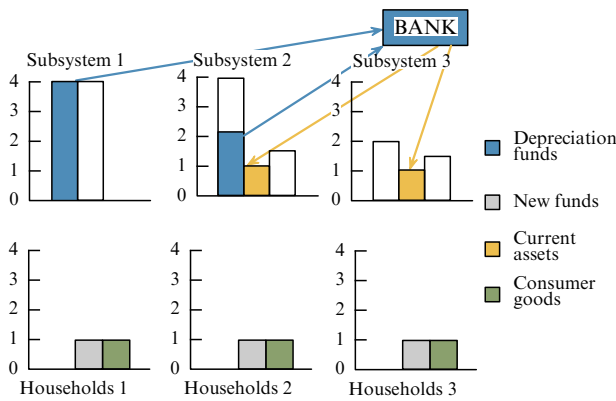 BANK
Subsystem 1
Subsystem 2
Subsystem 3
4
3
2
1
0
4
3
2
1
0
4
3
2
1
0
Depreciation
funds
New funds
Current
assets
Consumer
goods
4
3
2
1
0
4
3
2
1
0
4
3
2
1
0
Households 1
Households 2
Households 3